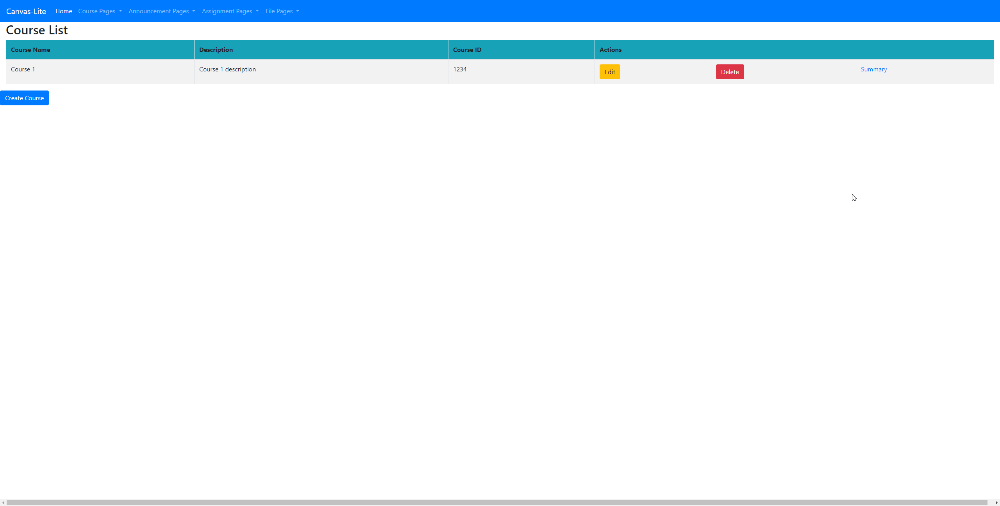 Canvas-Lite Home Course Pages Announcement Pages Assignment Pages File Pages
Course List
Course Name Description Course ID Actions
Course 1 Course 1 description 1234 Edit Delete Summary
Create Course